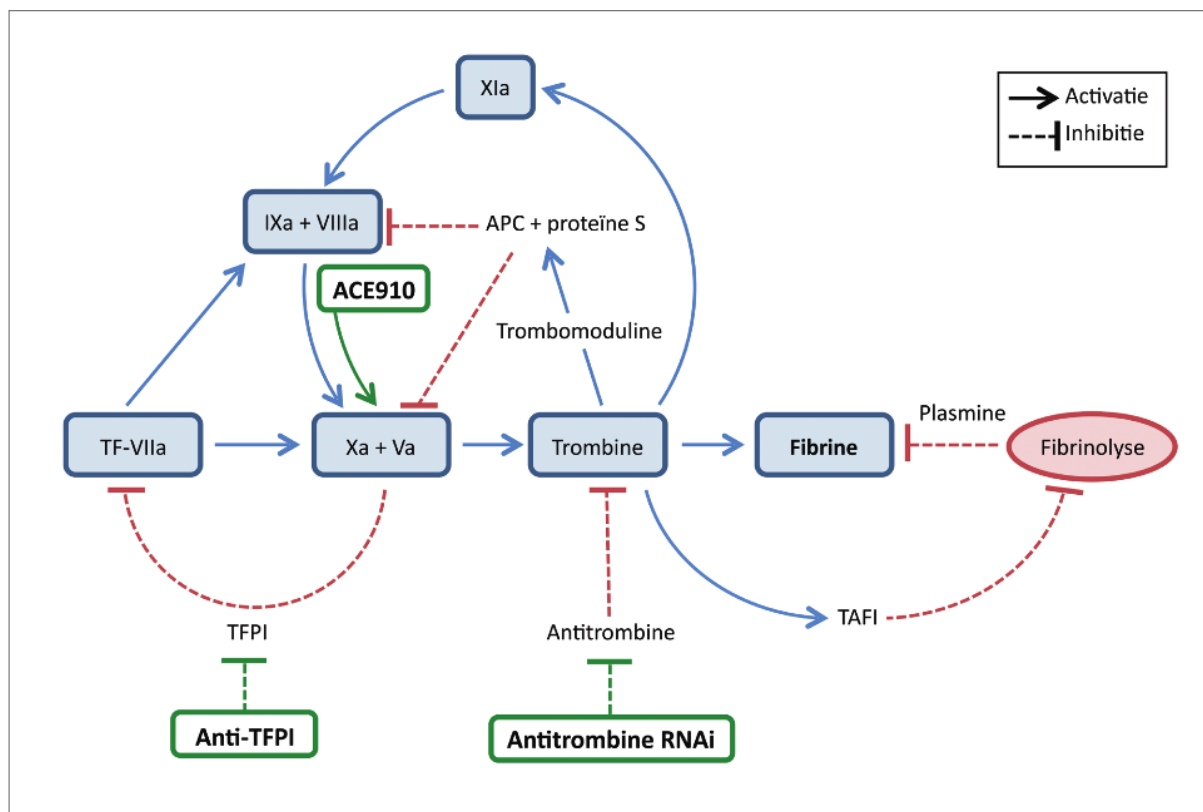 XIa
Activatie
Inhibitie
IXa + VIIIa
APC + proteïne S
ACE910
Trombomoduline
TF-VIIa
Xa + Va
Trombine
Fibrine
Plasmine
Fibrinolyse
TFPI
Antitrombine
TAFI
Anti-TFPI
Antitrombine RNAi